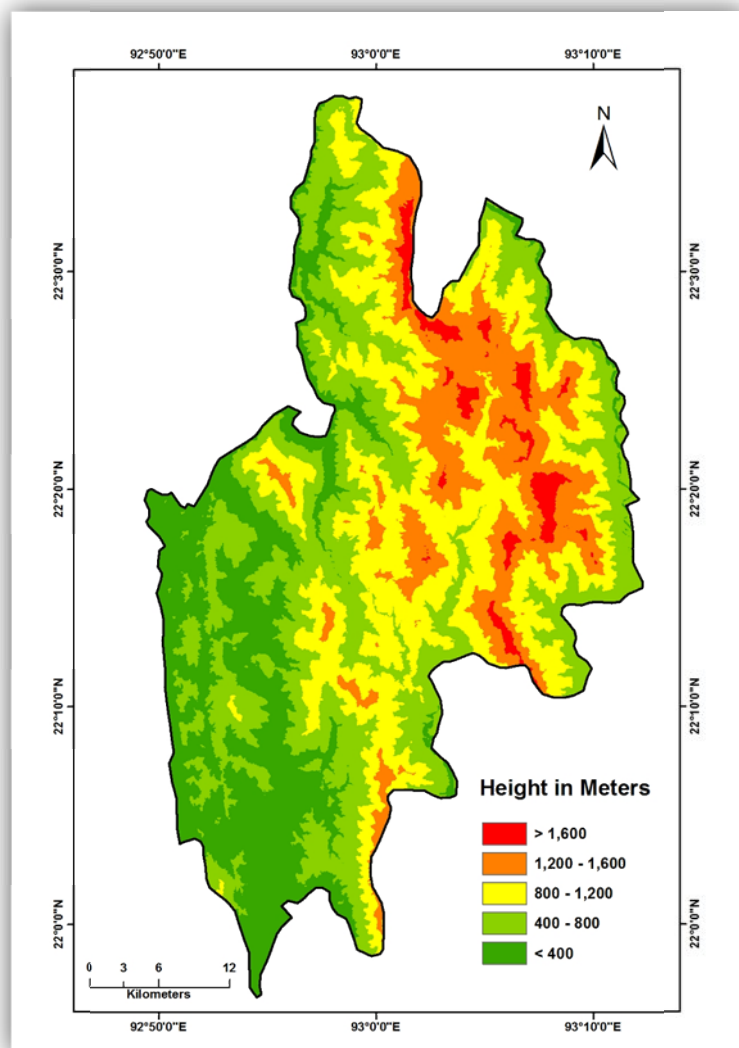 92°50'0"E 93°0'0"E 93°10'0"E
N
22°30'0"N 22°30'0"N
22°20'0"N 22°20'0"N
22°10'0"N 22°10'0"N
Height in Meters
> 1,600
1,200 - 1,600
800 - 1,200
400 - 800
< 400
22°0'0"N 22°0'0"N
0 3 6 12
Kilometers
92°50'0"E 93°0'0"E 93°10'0"E